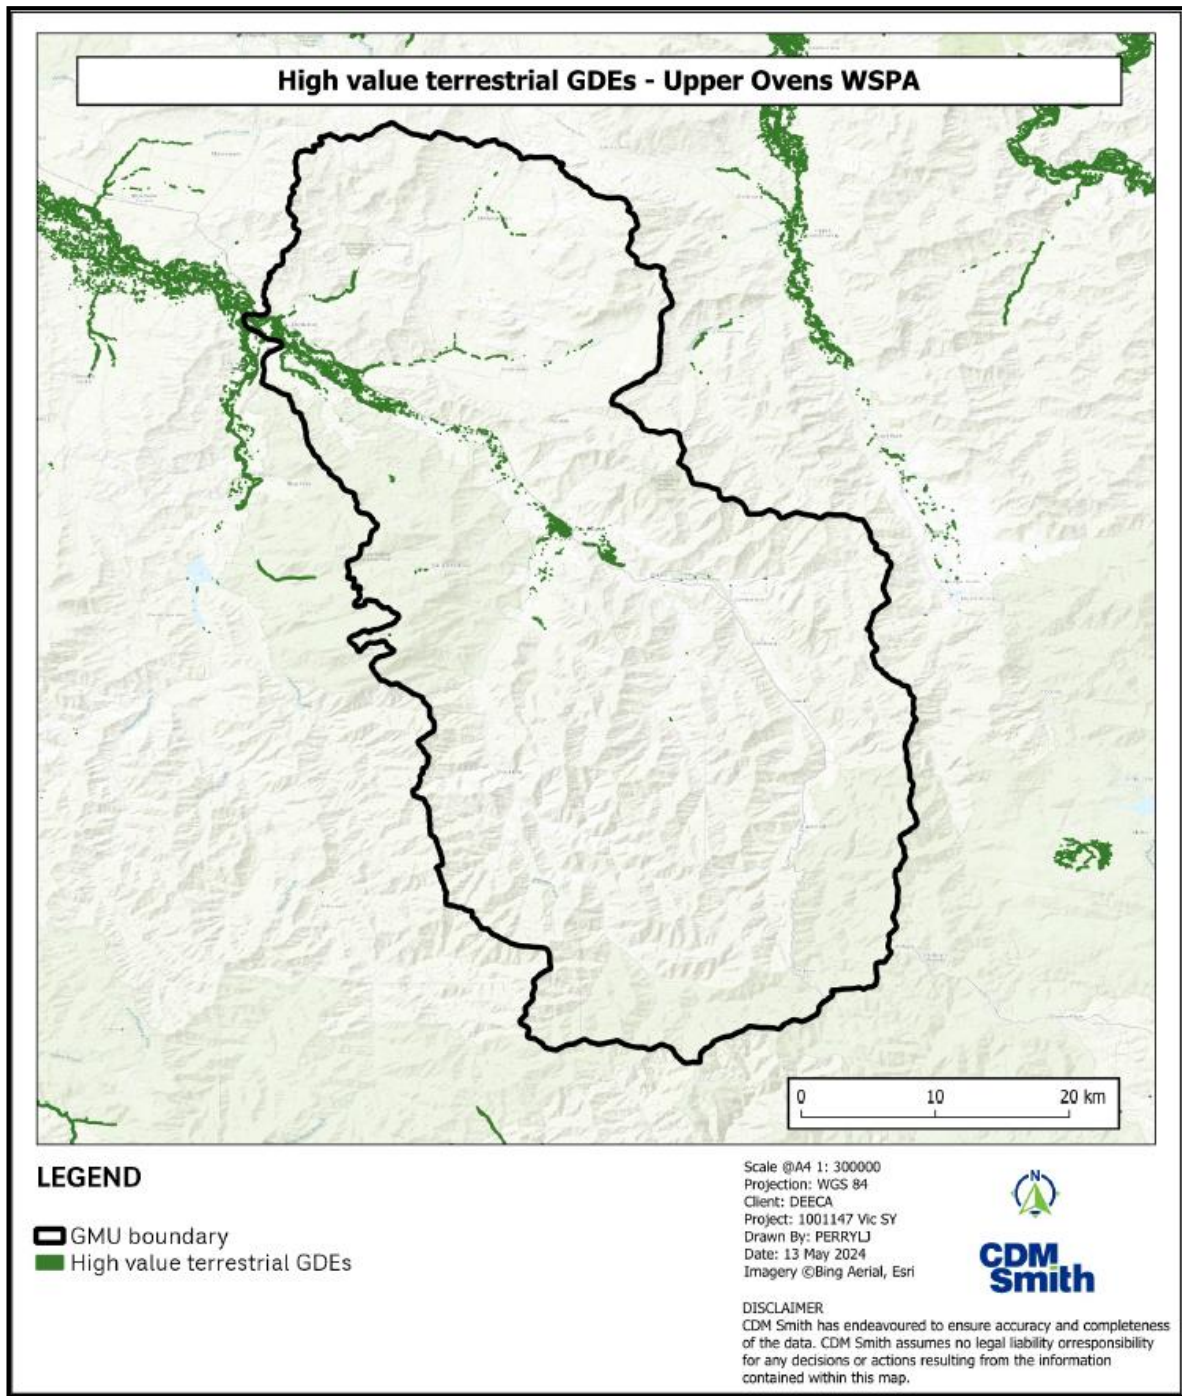 High value terrestrial GDEs - Upper Ovens WSPA
0 10 20 km
LEGEND
GMU boundary
High value terrestrial GDEs
Scale @A4 1: 300000
Projection: WGS 84
Client: DEECA
Project: 1001147 Vic SY
Drawn By: PERRYLJ
Date: 13 May 2024
Imagery ©Bing Aerial, Esri
N
CDM
Smith
DISCLAIMER
CDM Smith has endeavoured to ensure accuracy and completeness
of the data. CDM Smith assumes no legal liability orresponsibility
for any decisions or actions resulting from the information
contained within this map.